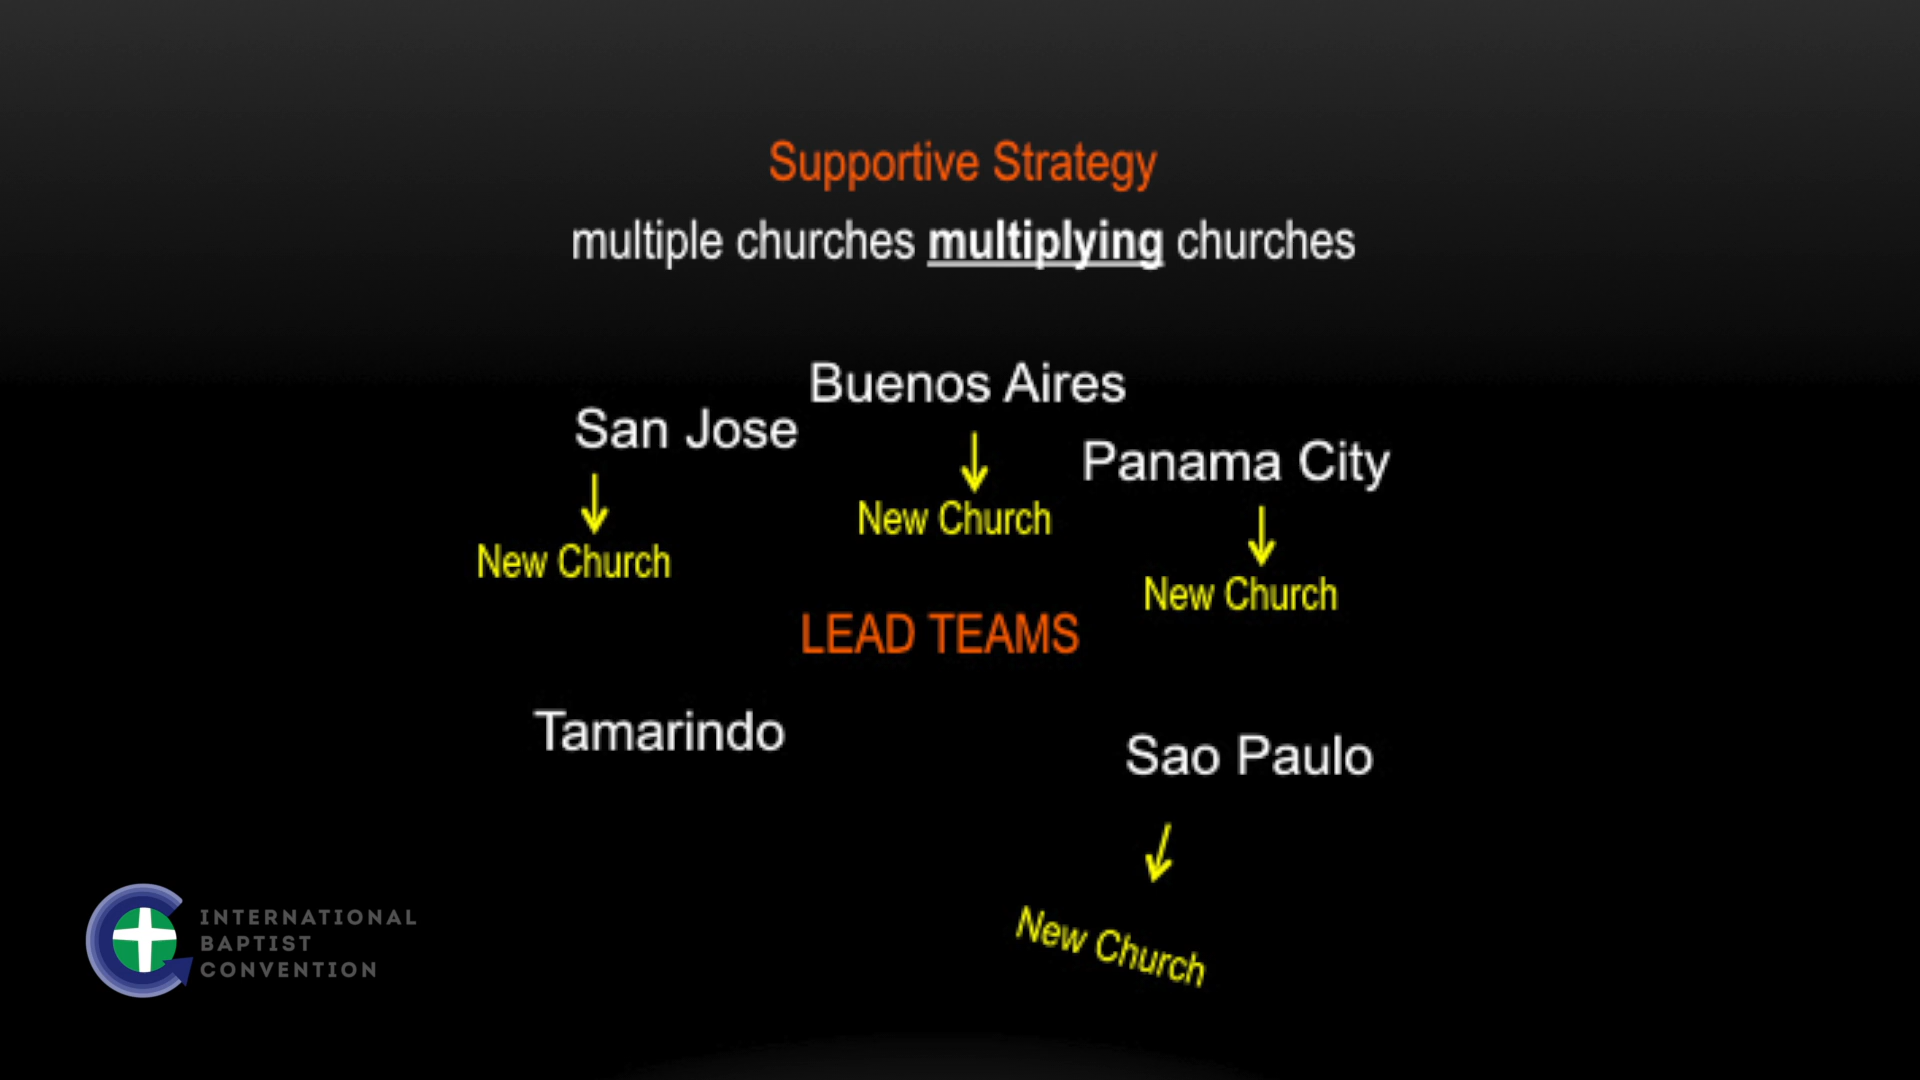 Supportive Strategy
multiple churches multiplying churches
Buenos Aires
San Jose
Panama City
New Church
New Church
New Church
LEAD TEAMS
Tamarindo
Sao Paulo
New Church
INTERNATIONAL
BAPTIST
CONVENTION